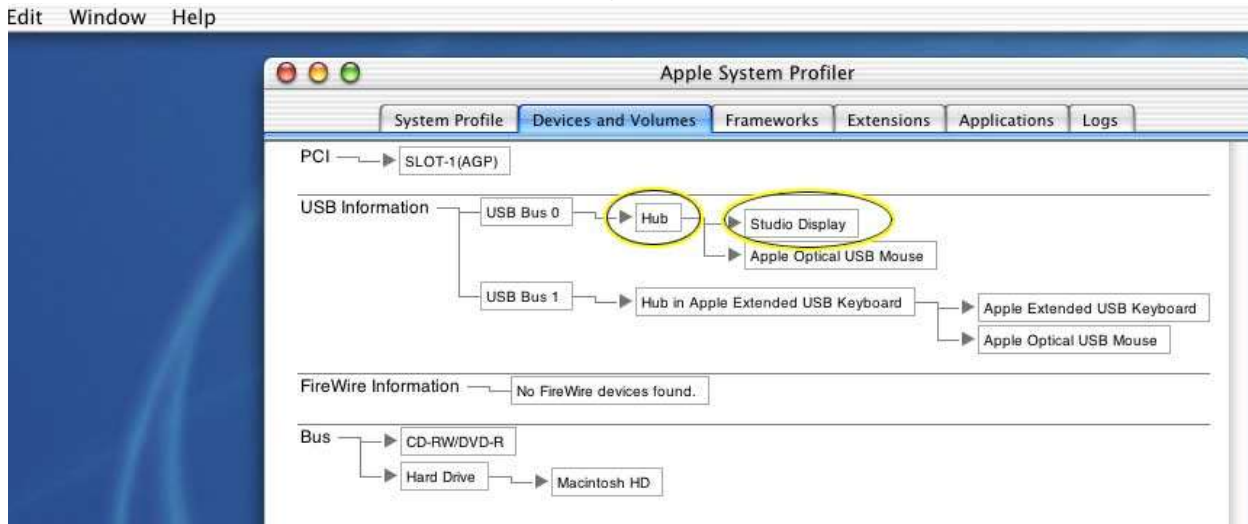 Edit Window Help
Apple System Profiler
System Profile Devices and Volumes Frameworks Extensions Applications Logs
PCI SLOT-1(AGP)
USB Information USB Bus 0 Hub Studio Display
Apple Optical USB Mouse
USB Bus 1 Hub in Apple Extended USB Keyboard Apple Extended USB Keyboard
Apple Optical USB Mouse
FireWire Information No FireWire devices found.
Bus CD-RW/DVD-R
Hard Drive Macintosh HD